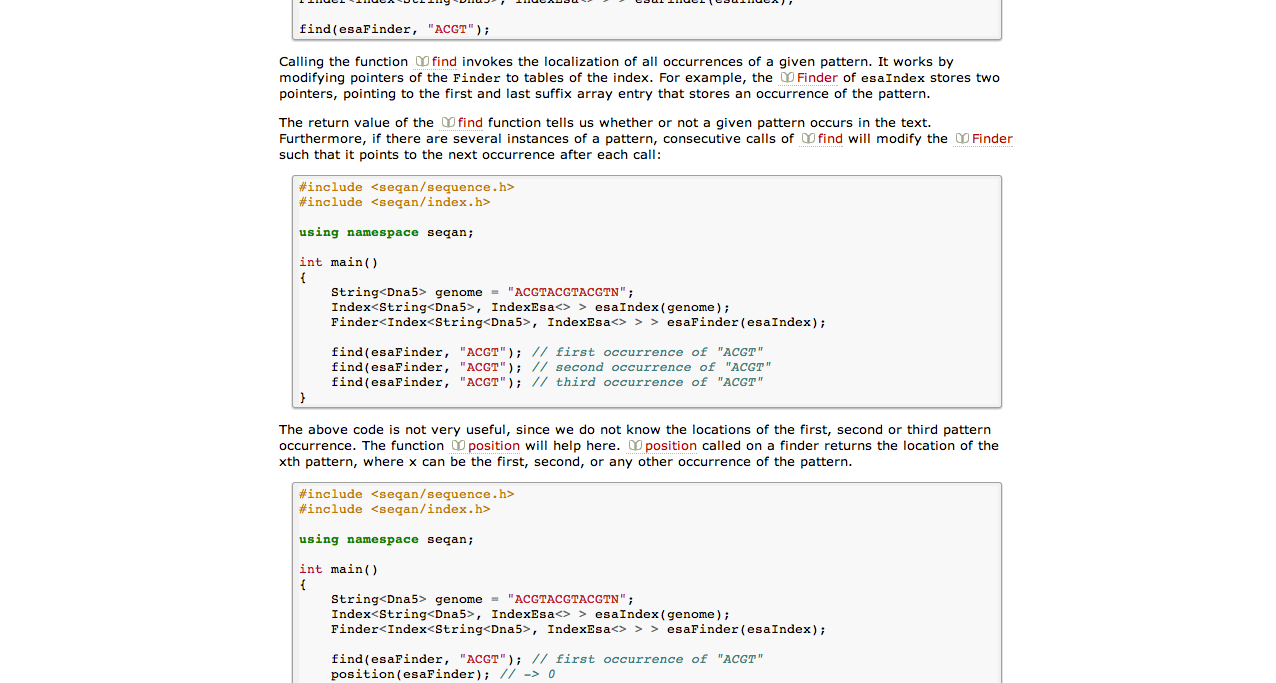 find(esaFinder, "ACGT");
Calling the function find invokes the localization of all occurrences of a given pattern. It works by
modifying pointers of the Finder to tables of the index. For example, the Finder of esaIndex stores two
pointers, pointing to the first and last suffix array entry that stores an occurrence of the pattern.
The return value of the find function tells us whether or not a given pattern occurs in the text.
Furthermore, if there are several instances of a pattern, consecutive calls of find will modify the Finder
such that it points to the next occurrence after each call:
#include <seqan/sequence.h>
#include <seqan/index.h>
using namespace seqan;
int main()
{
    String<Dna5> genome = "ACGTACGTACGTN";
    Index<String<Dna5>, IndexEsa<> > esaIndex(genome);
    Finder<Index<String<Dna5>, IndexEsa<> > > esaFinder(esaIndex);
    find(esaFinder, "ACGT"); // first occurrence of "ACGT"
    find(esaFinder, "ACGT"); // second occurrence of "ACGT"
    find(esaFinder, "ACGT"); // third occurrence of "ACGT"
}
The above code is not very useful, since we do not know the locations of the first, second or third pattern
occurrence. The function position will help here. position called on a finder returns the location of the
xth pattern, where x can be the first, second, or any other occurrence of the pattern.
#include <seqan/sequence.h>
#include <seqan/index.h>
using namespace seqan;
int main()
{
    String<Dna5> genome = "ACGTACGTACGTN";
    Index<String<Dna5>, IndexEsa<> > esaIndex(genome);
    Finder<Index<String<Dna5>, IndexEsa<> > > esaFinder(esaIndex);
    find(esaFinder, "ACGT"); // first occurrence of "ACGT"
    position(esaFinder); // -> 0